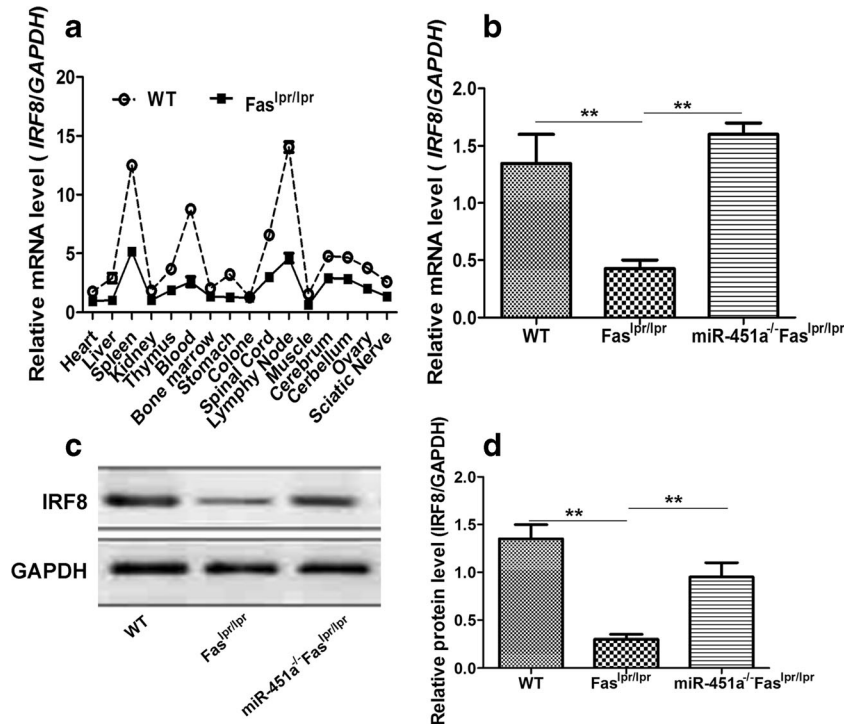 a
Relative mRNA level ( IRF8/GAPDH)
20
15
10
5
0
WT
Fas^lpr/lpr
Heart
Liver
Spleen
Kidney
Thymus
Blood
Bone marrow
Stomach
Colone
Spinal Cord
Lymphy Node
Muscle
Cereprum
Cerbellum
Ovary
Sciatic Nerve
b
Relative mRNA level ( IRF8/GAPDH)
2.0
1.5
1.0
0.5
0.0
**
**
WT
Fas^lpr/lpr
miR-451a^-/-Fas^lpr/lpr
c
IRF8
GAPDH
WT
Fas^lpr/lpr
miR-451a^-/-Fas^lpr/lpr
d
Relative protein level (IRF8/GAPDH)
2.0
1.5
1.0
0.5
0.0
**
**
WT
Fas^lpr/lpr
miR-451a^-/-Fas^lpr/lpr